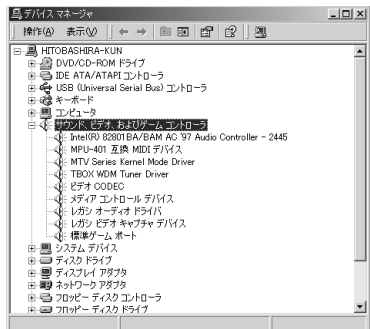 デバイス マネージャ
操作(A) 表示(V)
HITOBASHIRA-KUN
DVD/CD-ROM ドライブ
IDE ATA/ATAPI コントローラ
USB (Universal Serial Bus) コントローラ
キーボード
コンピュータ
サウンド、ビデオ、およびゲーム コントローラ
Intel(R) 82801BA/BAM AC '97 Audio Controller - 2445
MPU-401 互換 MIDI デバイス
MTV Series Kernel Mode Driver
TBOX WDM Tuner Driver
ビデオ CODEC
メディア コントロール デバイス
レガシ オーディオ ドライバ
レガシ ビデオ キャプチャ デバイス
標準ゲーム ポート
システム デバイス
ディスク ドライブ
ディスプレイ アダプタ
ネットワーク アダプタ
フロッピー ディスク コントローラ
フロッピー ディスク ドライブ